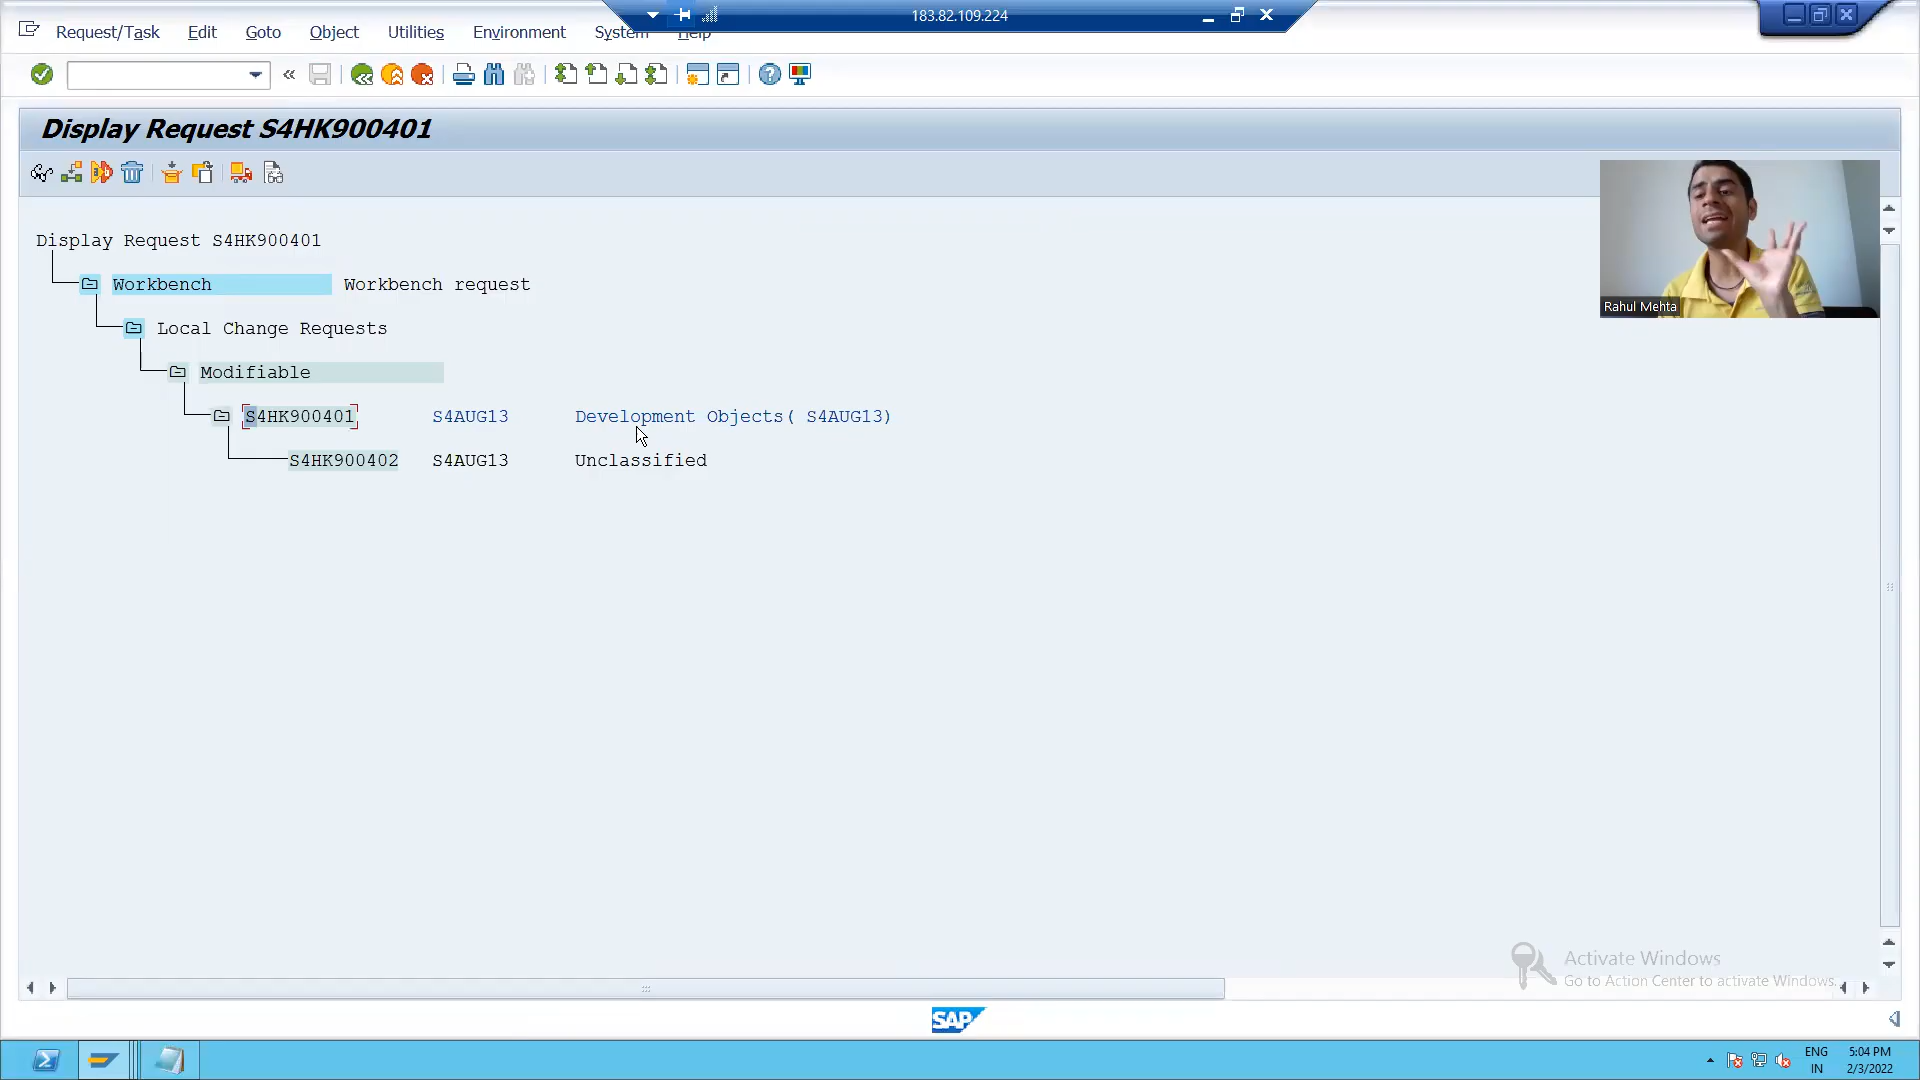 183.82.109.224
Request/Task Edit Goto Object Utilities Environment System Help
Display Request S4HK900401
Display Request S4HK900401
Workbench Workbench request
Local Change Requests
Modifiable
S4HK900401 S4AUG13 Development Objects( S4AUG13)
S4HK900402 S4AUG13 Unclassified
Rahul Mehta
Activate Windows
Go to Action Center to activate Windows.
SAP
ENG 5:04 PM
IN 2/3/2022